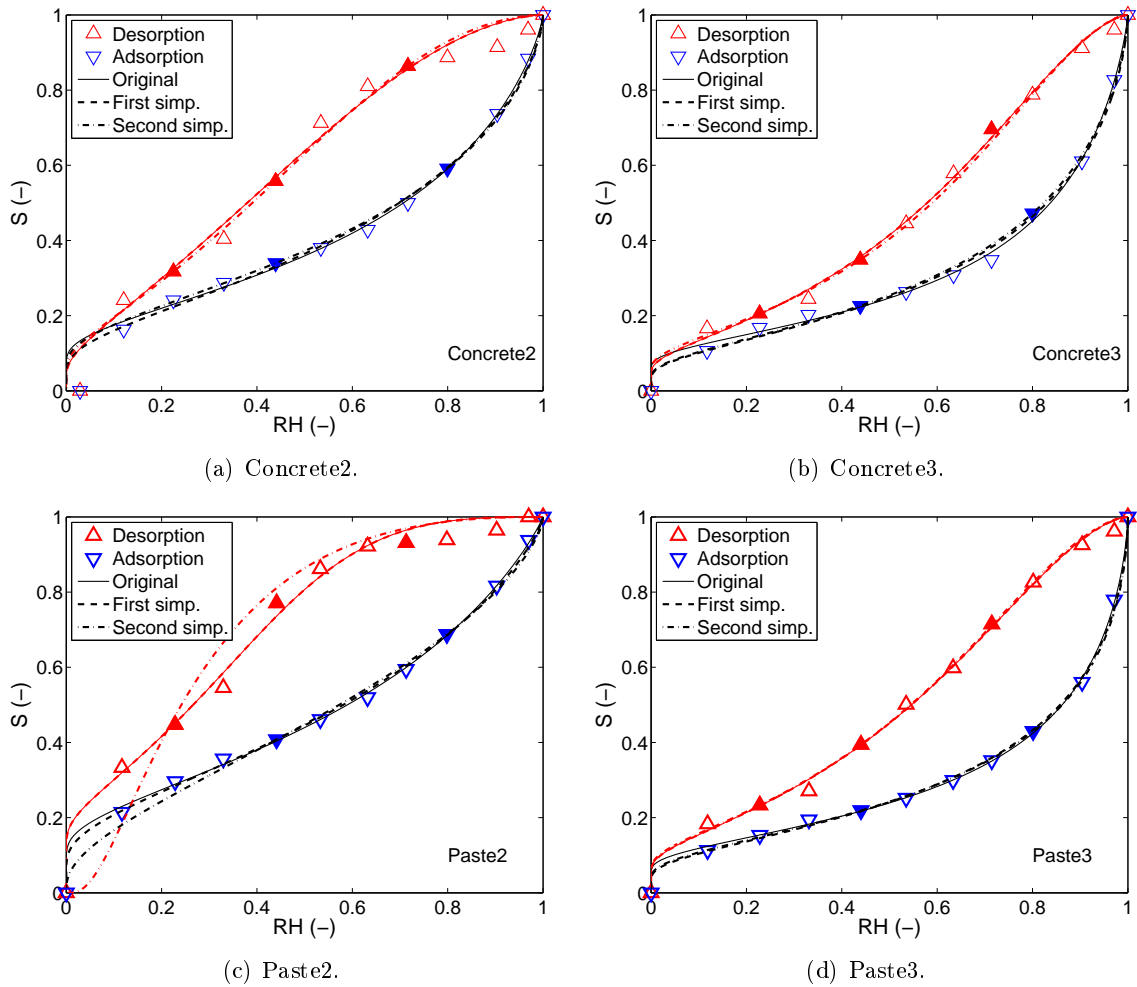 Desorption
Adsorption
Original
First simp.
Second simp.
1
0.8
0.6
0.4
0.2
0
S (−)
Concrete2
0 0.2 0.4 0.6 0.8 1
RH (−)
(a) Concrete2.
Desorption
Adsorption
Original
First simp.
Second simp.
1
0.8
0.6
0.4
0.2
0
S (−)
Concrete3
0 0.2 0.4 0.6 0.8 1
RH (−)
(b) Concrete3.
Desorption
Adsorption
Original
First simp.
Second simp.
1
0.8
0.6
0.4
0.2
0
S (−)
Paste2
0 0.2 0.4 0.6 0.8 1
RH (−)
(c) Paste2.
Desorption
Adsorption
Original
First simp.
Second simp.
1
0.8
0.6
0.4
0.2
0
S (−)
Paste3
0 0.2 0.4 0.6 0.8 1
RH (−)
(d) Paste3.